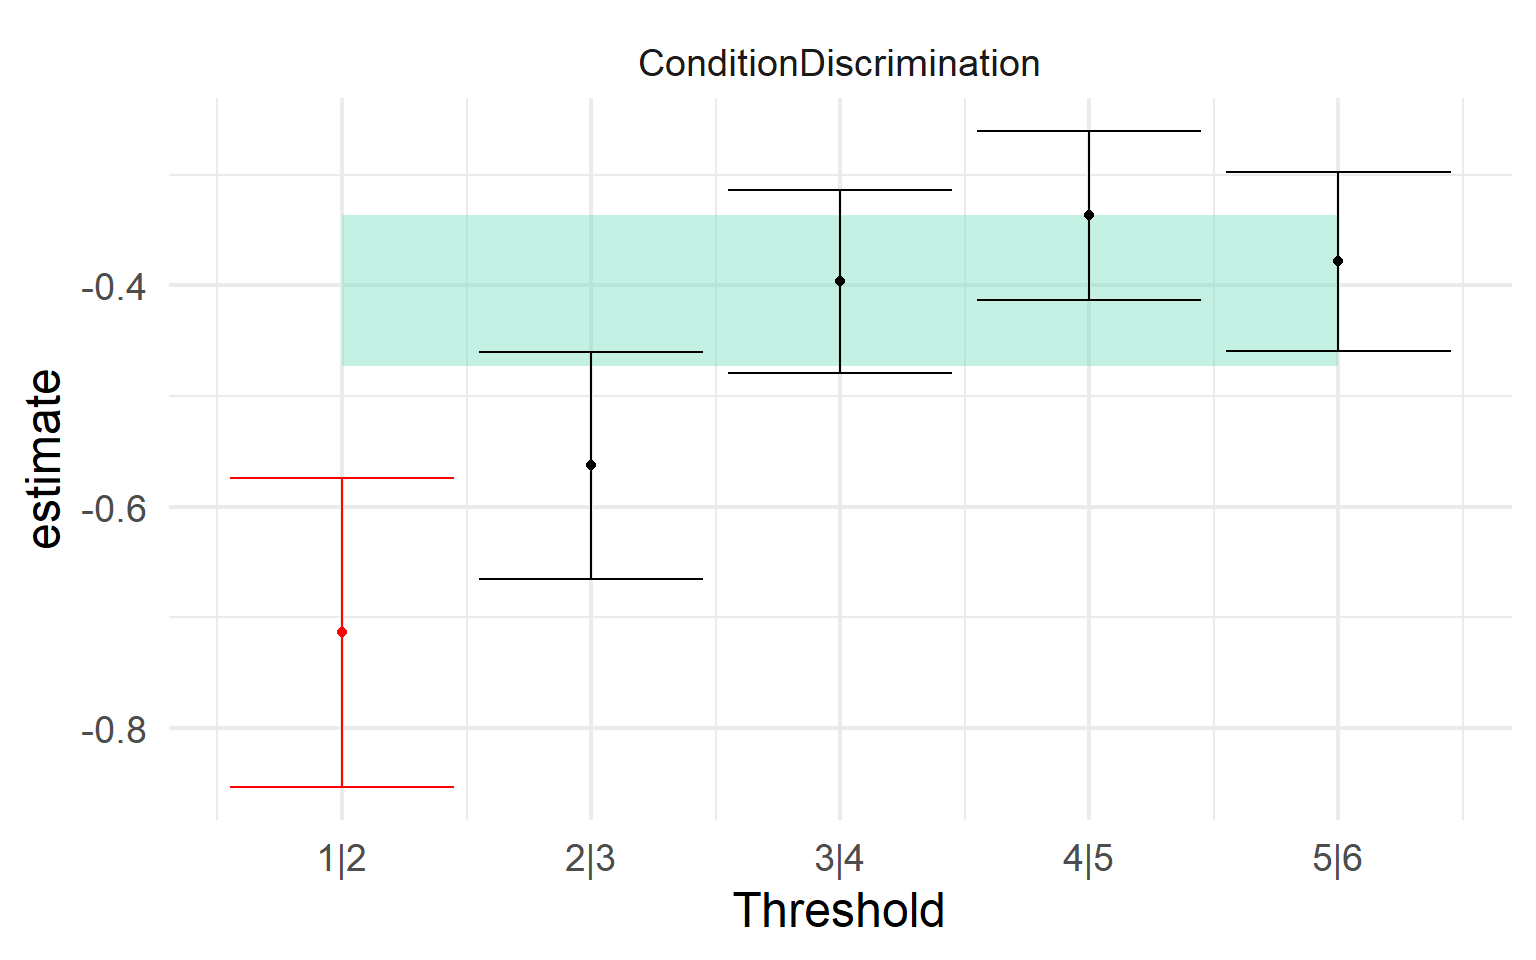 ConditionDiscrimination
estimate
-0.4
-0.6
-0.8
1|2 2|3 3|4 4|5 5|6
Threshold